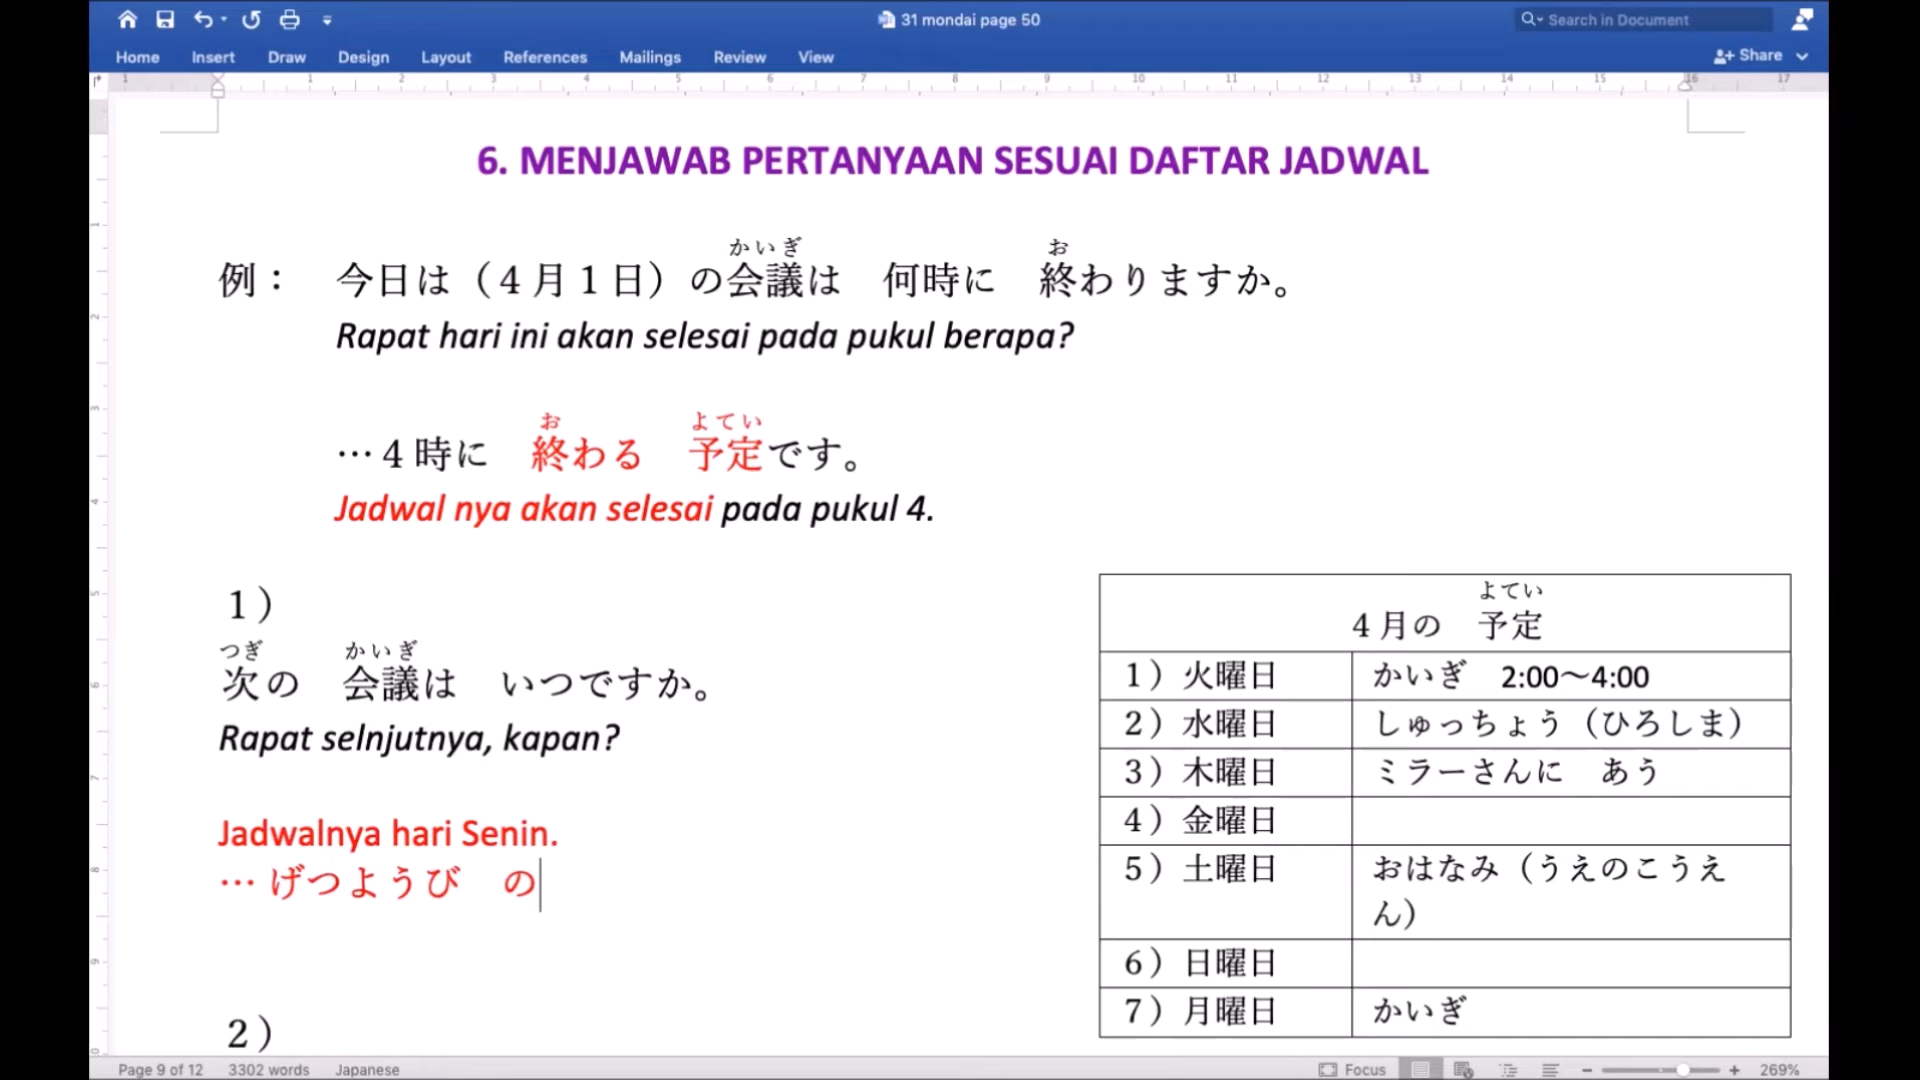 31 mondai page 50
Search in Document
Home Insert Draw Design Layout References Mailings Review View
Share
6. MENJAWAB PERTANYAAN SESUAI DAFTAR JADWAL
かいぎ お
例： 今日は（４月１日）の会議は 何時に 終わりますか。
Rapat hari ini akan selesai pada pukul berapa?
お よてい
…４時に 終わる 予定です。
Jadwal nya akan selesai pada pukul 4.
１）
つぎ かいぎ
次の 会議は いつですか。
Rapat selnjutnya, kapan?
Jadwalnya hari Senin.
… げつようび の
２）
よてい
４月の 予定
１）火曜日 かいぎ 2:00〜4:00
２）水曜日 しゅっちょう（ひろしま）
３）木曜日 ミラーさんに あう
４）金曜日
５）土曜日 おはなみ（うえのこうえ
ん）
６）日曜日
７）月曜日 かいぎ
Page 9 of 12 3302 words Japanese
Focus 269%